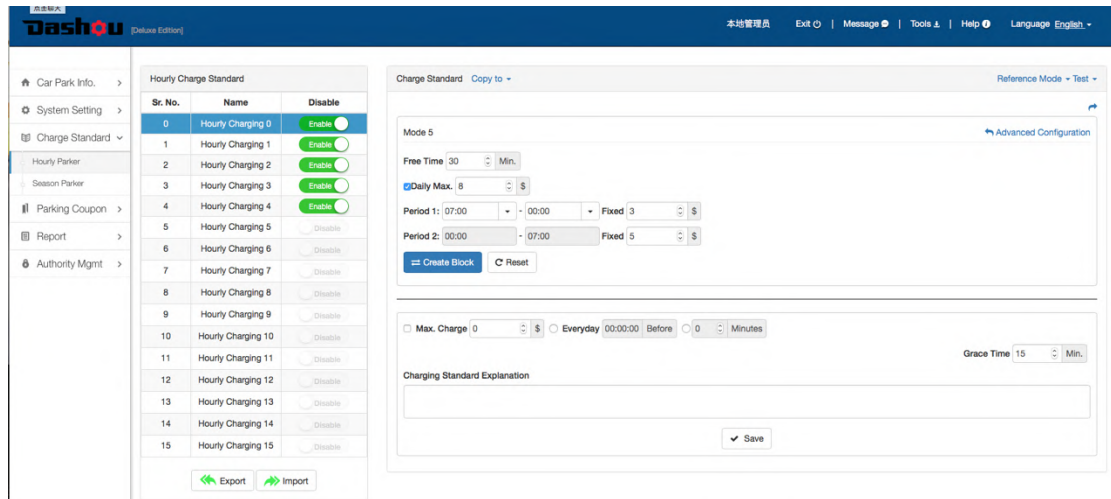 点击聊天
Dashou [Deluxe Edition]
本地管理员 Exit | Message | Tools | Help Language English
Car Park Info.
System Setting
Charge Standard
Hourly Parker
Season Parker
Parking Coupon
Report
Authority Mgmt
Hourly Charge Standard
Sr. No. Name Disable
0 Hourly Charging 0 Enable
1 Hourly Charging 1 Enable
2 Hourly Charging 2 Enable
3 Hourly Charging 3 Enable
4 Hourly Charging 4 Enable
5 Hourly Charging 5 Disable
6 Hourly Charging 6 Disable
7 Hourly Charging 7 Disable
8 Hourly Charging 8 Disable
9 Hourly Charging 9 Disable
10 Hourly Charging 10 Disable
11 Hourly Charging 11 Disable
12 Hourly Charging 12 Disable
13 Hourly Charging 13 Disable
14 Hourly Charging 14 Disable
15 Hourly Charging 15 Disable
Export Import
Charge Standard Copy to Reference Mode Test
Mode 5 Advanced Configuration
Free Time 30 Min.
Daily Max. 8 $
Period 1: 07:00 - 00:00 Fixed 3 $
Period 2: 00:00 - 07:00 Fixed 5 $
Create Block Reset
Max. Charge 0 $ Everyday 00:00:00 Before 0 Minutes
Grace Time 15 Min.
Charging Standard Explanation
Save